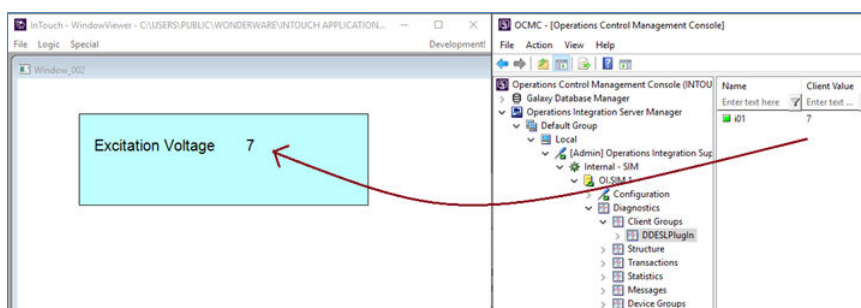 InTouch - WindowViewer - C:\USERS\PUBLIC\WONDERWARE\INTOUCH APPLICATION...
File Logic Special Development!
Window_002
Excitation Voltage 7
OCMC - [Operations Control Management Console]
File Action View Help
Operations Control Management Console (INTOU
Galaxy Database Manager
Operations Integration Server Manager
Default Group
Local
[Admin] Operations Integration Sup
Internal - SIM
OI.SIM.1
Configuration
Diagnostics
Client Groups
DDESLPlugIn
Structure
Transactions
Statistics
Messages
Device Groups
Name Client Value
Enter text here Enter text ...
i01 7